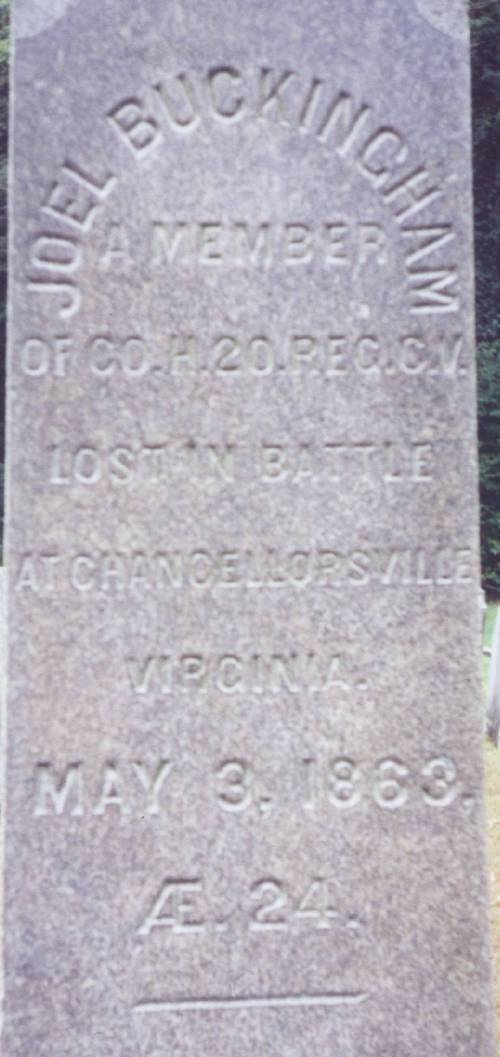 JOEL BUCKINGHAM
A MEMBER
OF CO. H. 20. REG. C.V.
LOST IN BATTLE
AT CHANCELLORSVILLE
VIRGINIA.
MAY 3, 1863.
Æ. 24.